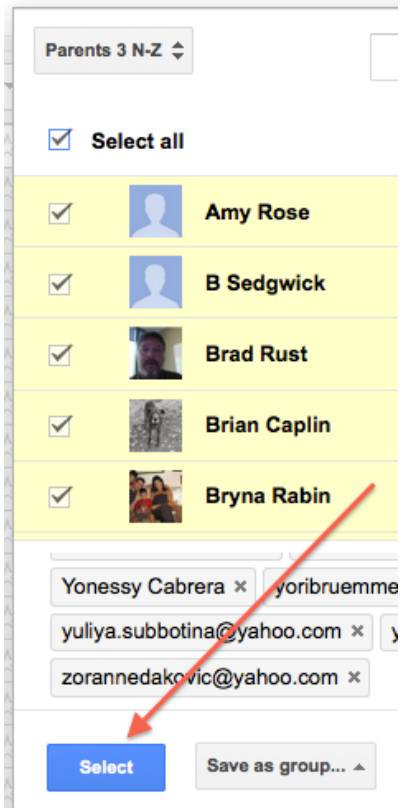 Parents 3 N-Z
Select all
Amy Rose
B Sedgwick
Brad Rust
Brian Caplin
Bryna Rabin
Yonessy Cabrera × yoribruemme
yuliya.subbotina@yahoo.com × y
zorannedakovic@yahoo.com ×
Select Save as group...